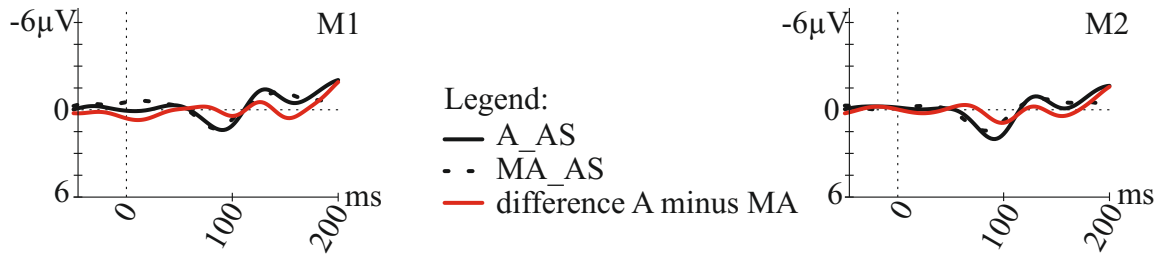 -6µV
M1
0
6
0
100
200
ms
Legend:
A_AS
MA_AS
difference A minus MA
-6µV
M2
0
6
0
100
200
ms